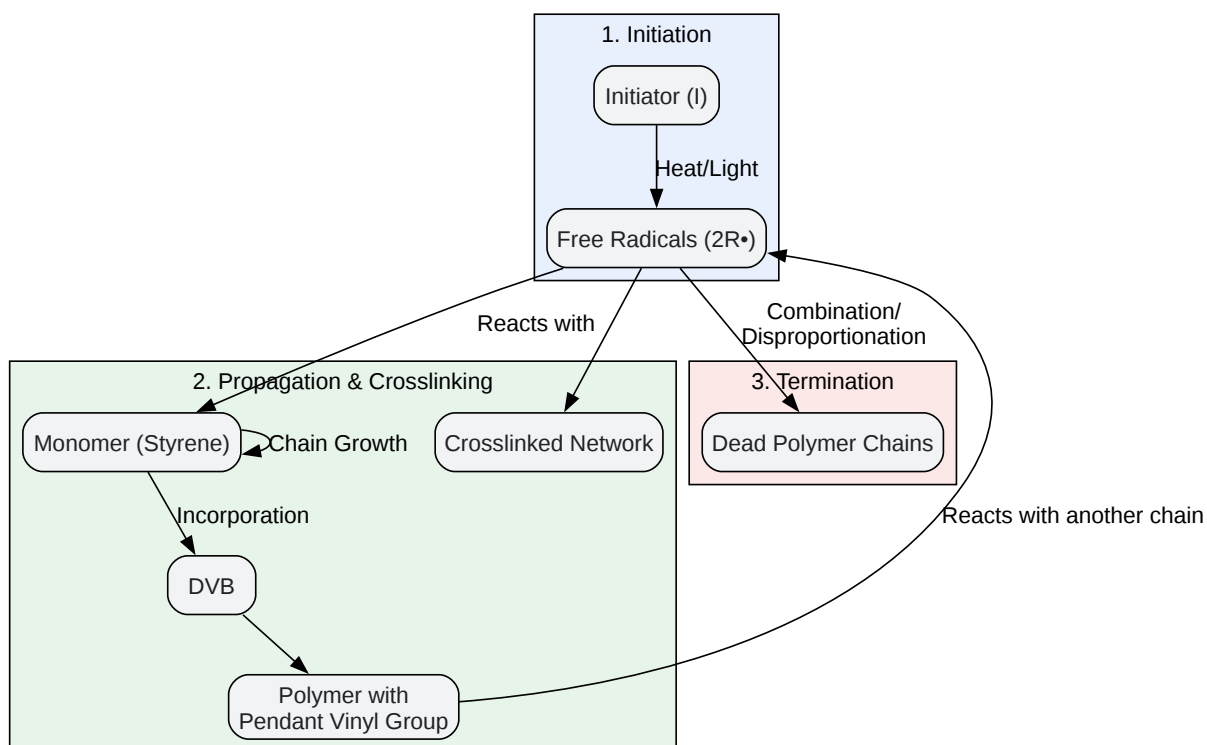 1. Initiation
Initiator (I)
Heat/Light
Free Radicals (2R•)
Reacts with
Combination/
Disproportionation
2. Propagation & Crosslinking
3. Termination
Monomer (Styrene)
Chain Growth
Crosslinked Network
Dead Polymer Chains
Incorporation
Reacts with another chain
DVB
Polymer with
Pendant Vinyl Group